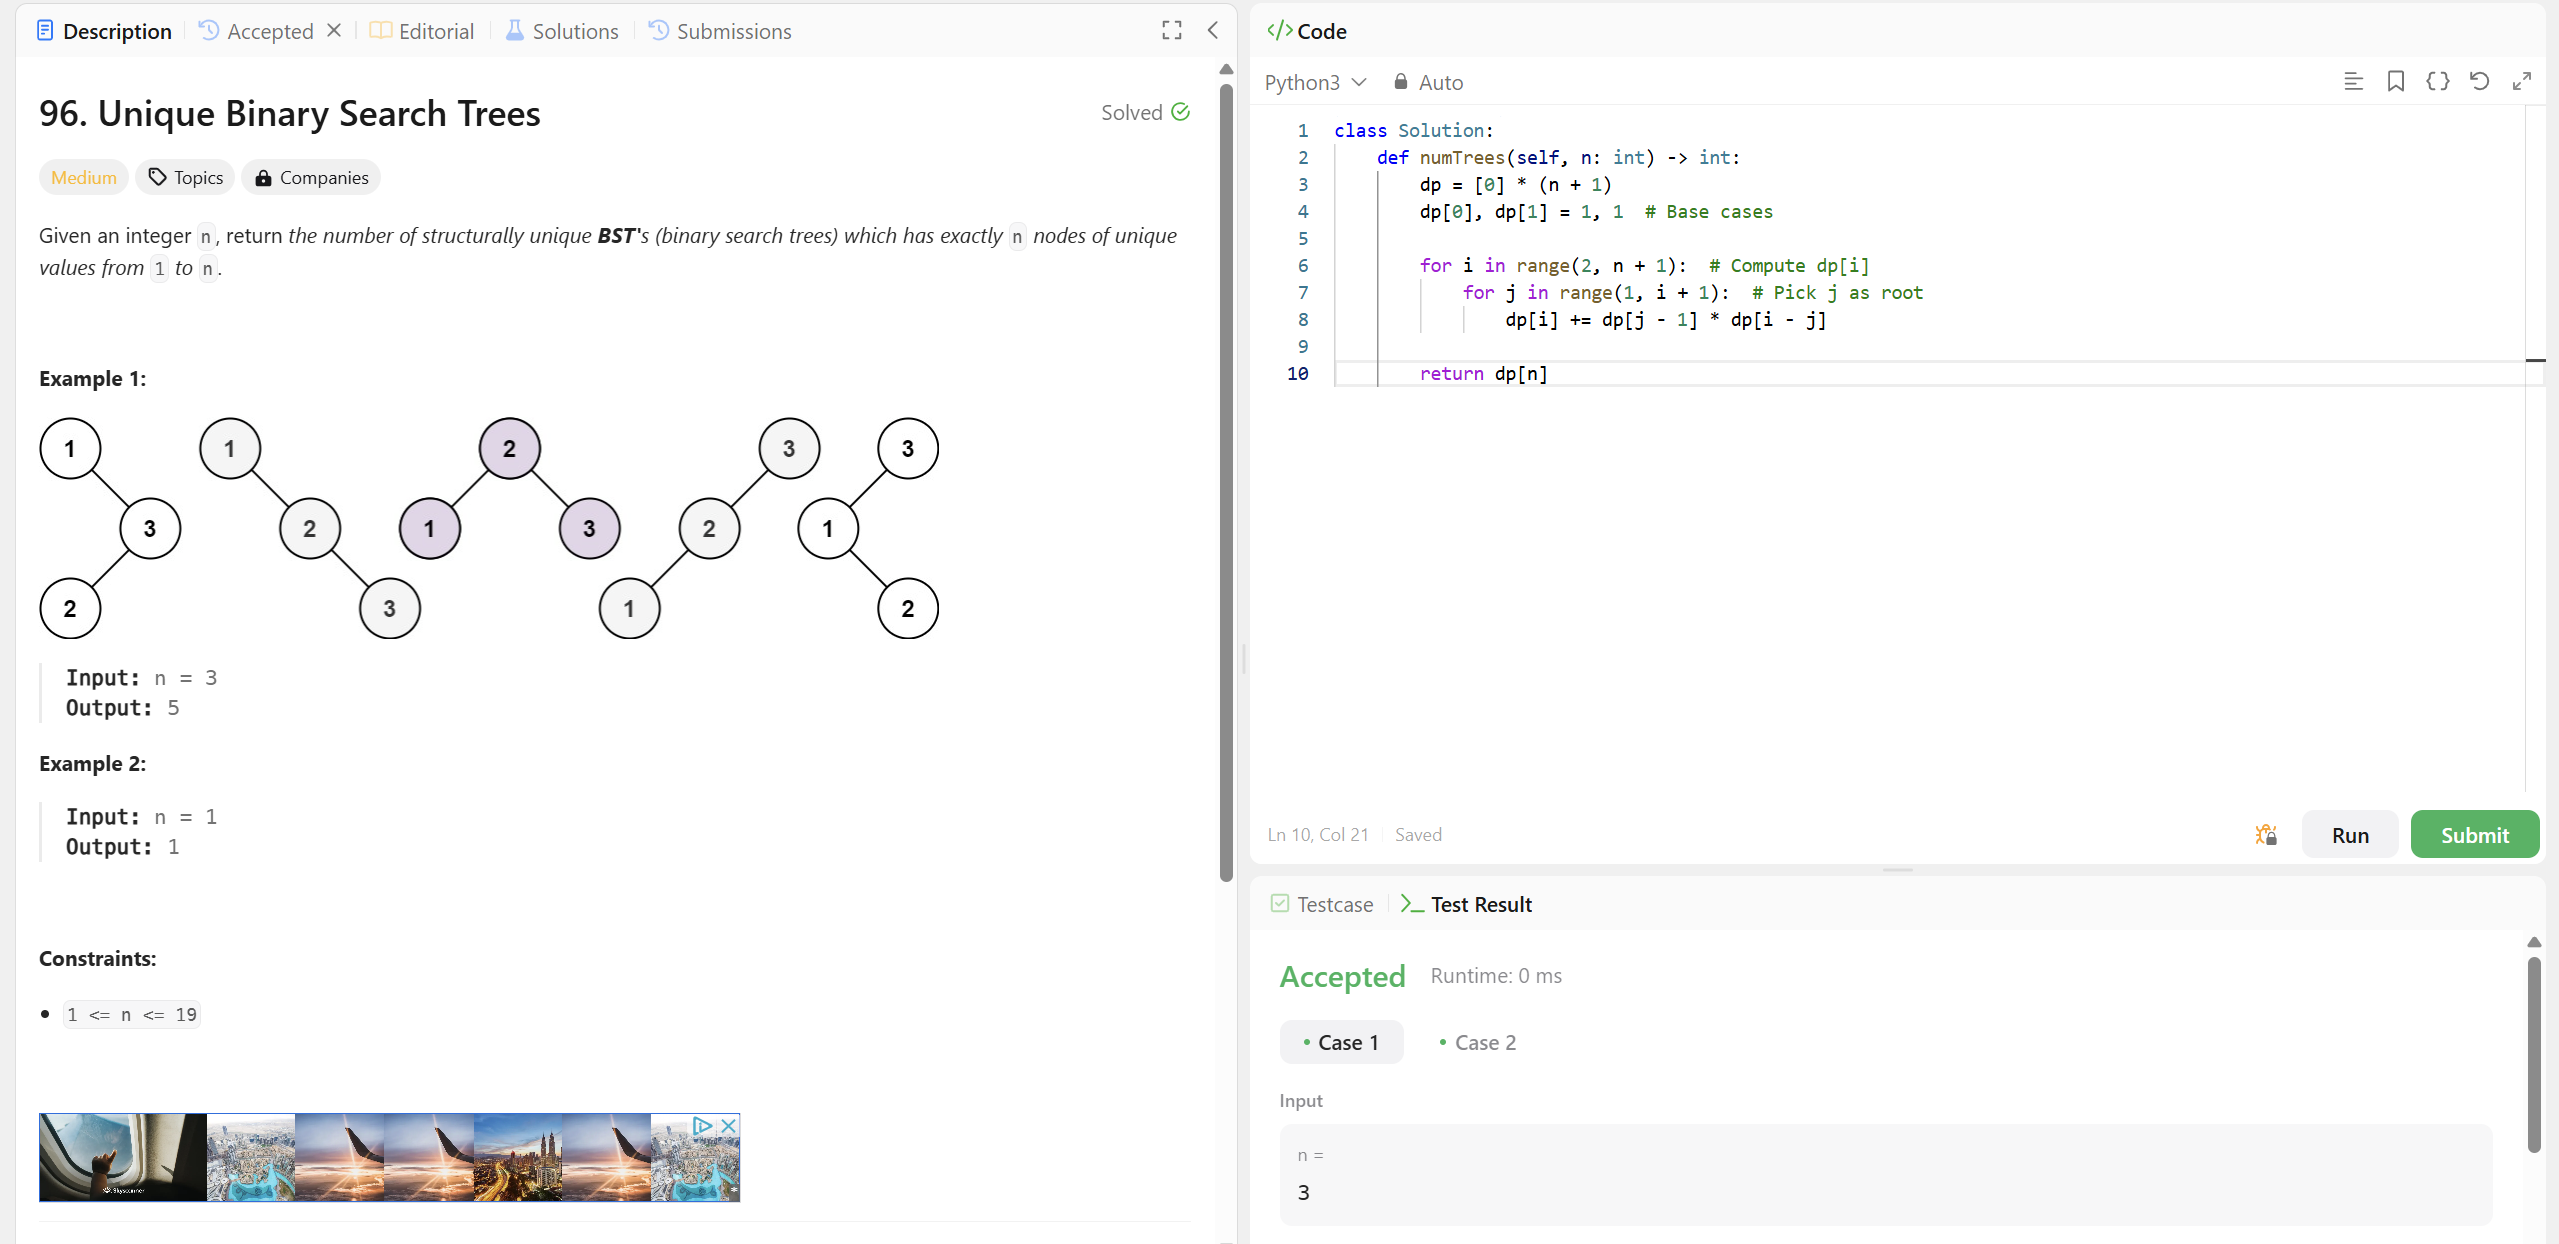 Description
Accepted
Editorial
Solutions
Submissions
96. Unique Binary Search Trees
Solved
Medium
Topics
Companies
Given an integer n, return the number of structurally unique BST's (binary search trees) which has exactly n nodes of unique
values from 1 to n.
Example 1:
1 1 2 3 3
3 2 1 3 2 1
2 3 1 2
Input: n = 3
Output: 5
Example 2:
Input: n = 1
Output: 1
Constraints:
1 <= n <= 19
Skyscanner
</> Code
Python3
Auto
1 class Solution:
2 def numTrees(self, n: int) -> int:
3 dp = [0] * (n + 1)
4 dp[0], dp[1] = 1, 1 # Base cases
5
6 for i in range(2, n + 1): # Compute dp[i]
7 for j in range(1, i + 1): # Pick j as root
8 dp[i] += dp[j - 1] * dp[i - j]
9
10 return dp[n]
Ln 10, Col 21
Saved
Run
Submit
Testcase
Test Result
Accepted
Runtime: 0 ms
Case 1
Case 2
Input
n =
3